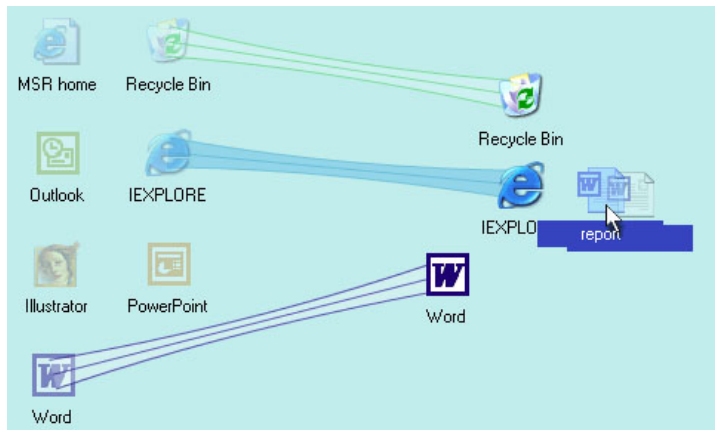 MSR home
Recycle Bin
Recycle Bin
Outlook
IEXPLORE
IEXPLO
report
Illustrator
PowerPoint
W
Word
W
Word